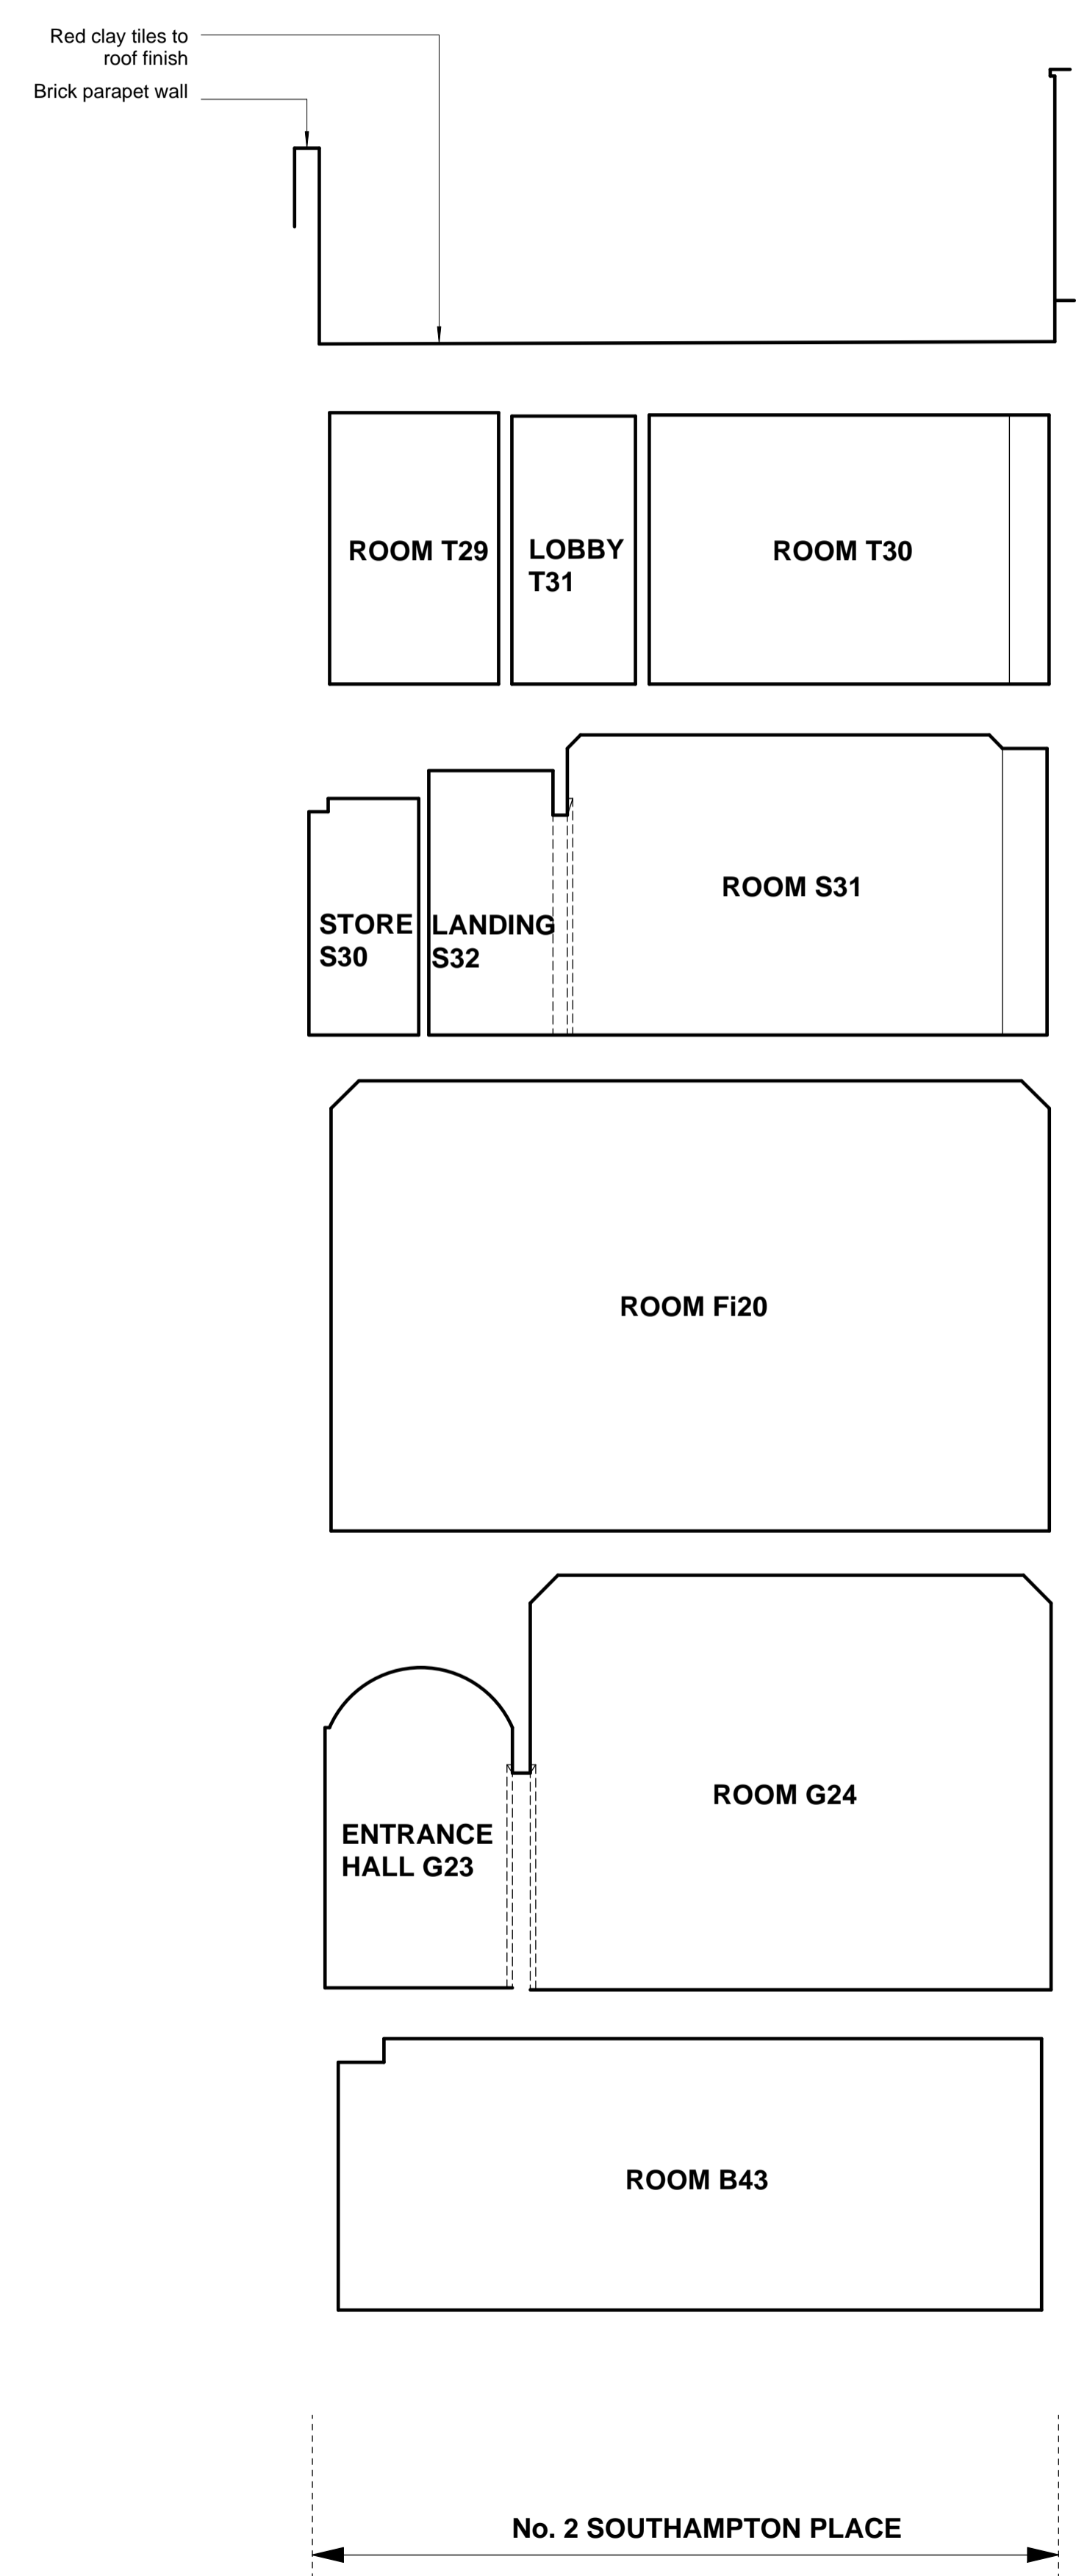 Red clay tiles to
roof finish
Brick parapet wall
ROOM T29
LOBBY
T31
ROOM T30
ROOM S31
STORE
S30
LANDING
S32
ROOM Fi20
ROOM G24
ENTRANCE
HALL G23
ROOM B43
No. 2 SOUTHAMPTON PLACE